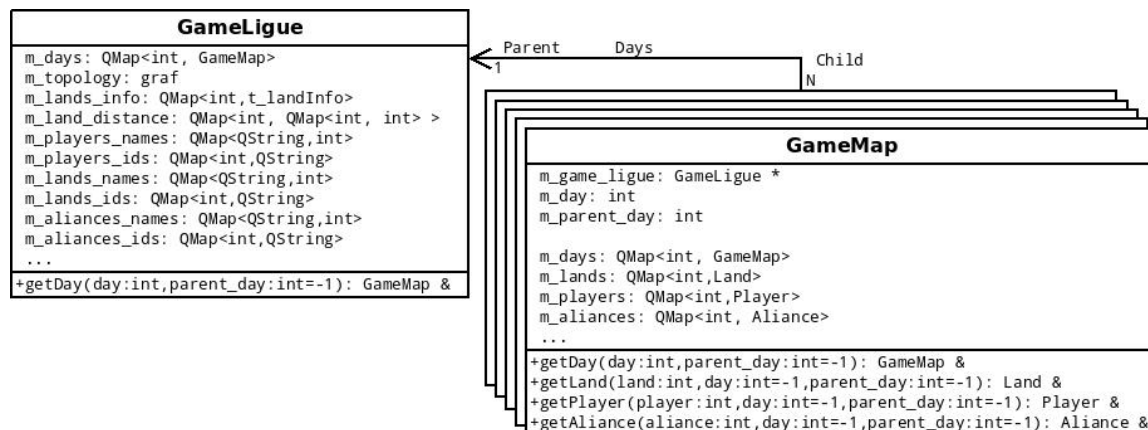 GameLigue
m_days: QMap<int, GameMap>
m_topology: graf
m_lands_info: QMap<int,t_landInfo>
m_land_distance: QMap<int, QMap<int, int> >
m_players_names: QMap<QString,int>
m_players_ids: QMap<int,QString>
m_lands_names: QMap<QString,int>
m_lands_ids: QMap<int,QString>
m_aliances_names: QMap<QString,int>
m_aliances_ids: QMap<int,QString>
...
+getDay(day:int,parent_day:int=-1): GameMap &
Parent Days
1
Child
N
GameMap
m_game_ligue: GameLigue *
m_day: int
m_parent_day: int
m_days: QMap<int, GameMap>
m_lands: QMap<int,Land>
m_players: QMap<int,Player>
m_aliances: QMap<int, Aliance>
...
+getDay(day:int,parent_day:int=-1): GameMap &
+getLand(land:int,day:int=-1,parent_day:int=-1): Land &
+getPlayer(player:int,day:int=-1,parent_day:int=-1): Player &
+getAliance(aliance:int,day:int=-1,parent_day:int=-1): Aliance &